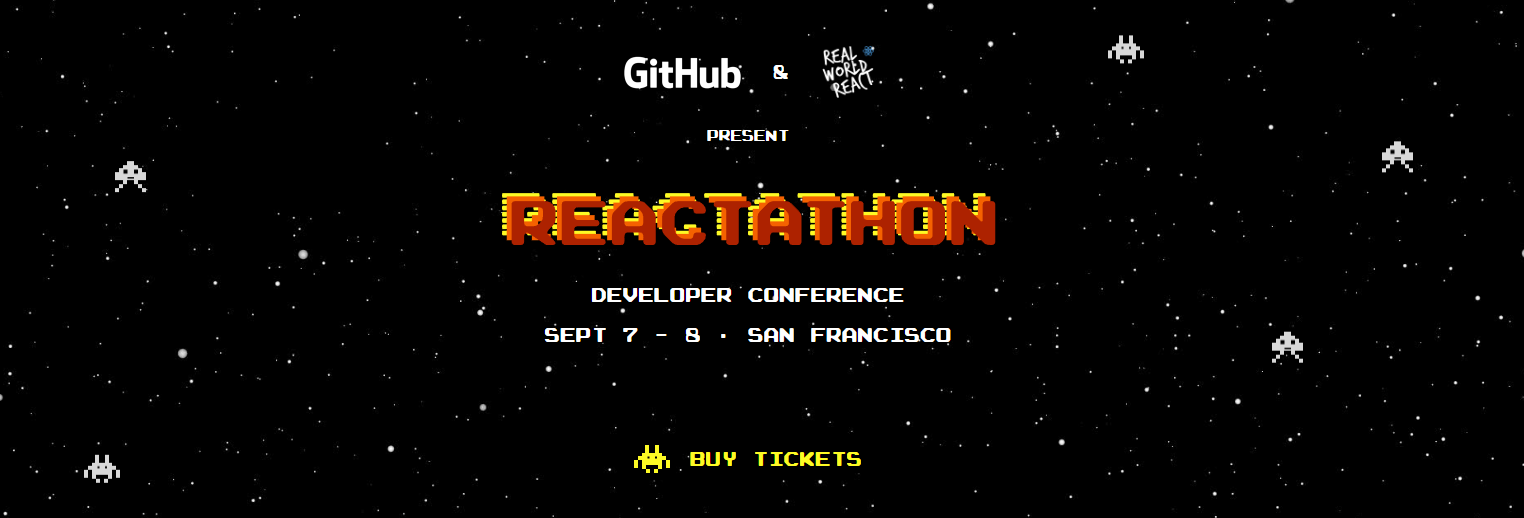 GitHub & REAL WORLD REACT
PRESENT
REACTATHON
DEVELOPER CONFERENCE
SEPT 7 - 8 · SAN FRANCISCO
BUY TICKETS